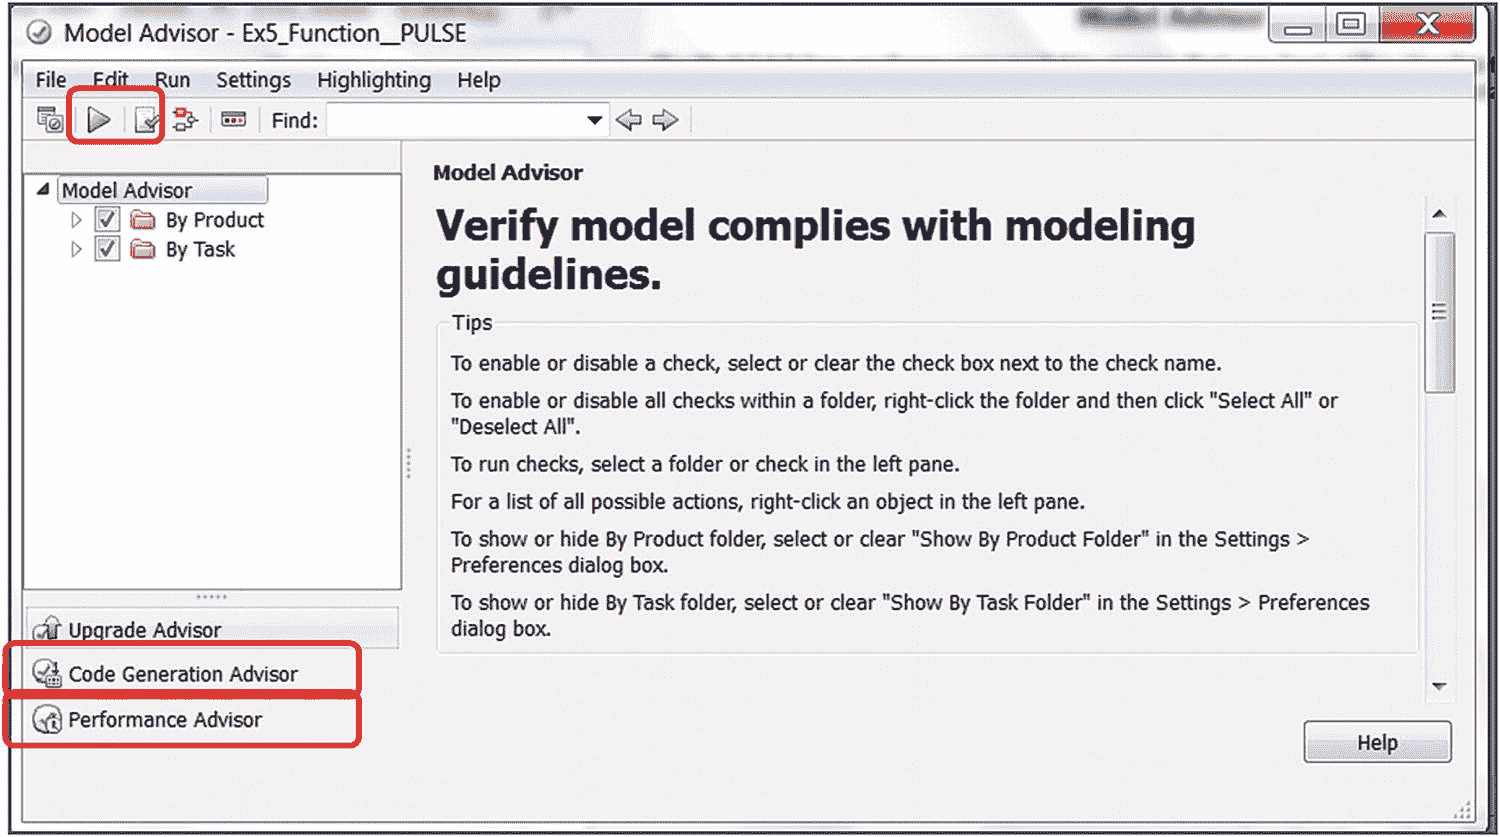 Model Advisor - Ex5_Function__PULSE
Model Advisor
File Edit Run Settings Highlighting Help
Find:
Model Advisor
By Product
By Task
Model Advisor
Verify model complies with modeling
guidelines.
Tips
To enable or disable a check, select or clear the check box next to the check name.
To enable or disable all checks within a folder, right-click the folder and then click "Select All" or
"Deselect All".
To run checks, select a folder or check in the left pane.
For a list of all possible actions, right-click an object in the left pane.
To show or hide By Product folder, select or clear "Show By Product Folder" in the Settings >
Preferences dialog box.
To show or hide By Task folder, select or clear "Show By Task Folder" in the Settings > Preferences
dialog box.
Upgrade Advisor
Code Generation Advisor
Performance Advisor
Help